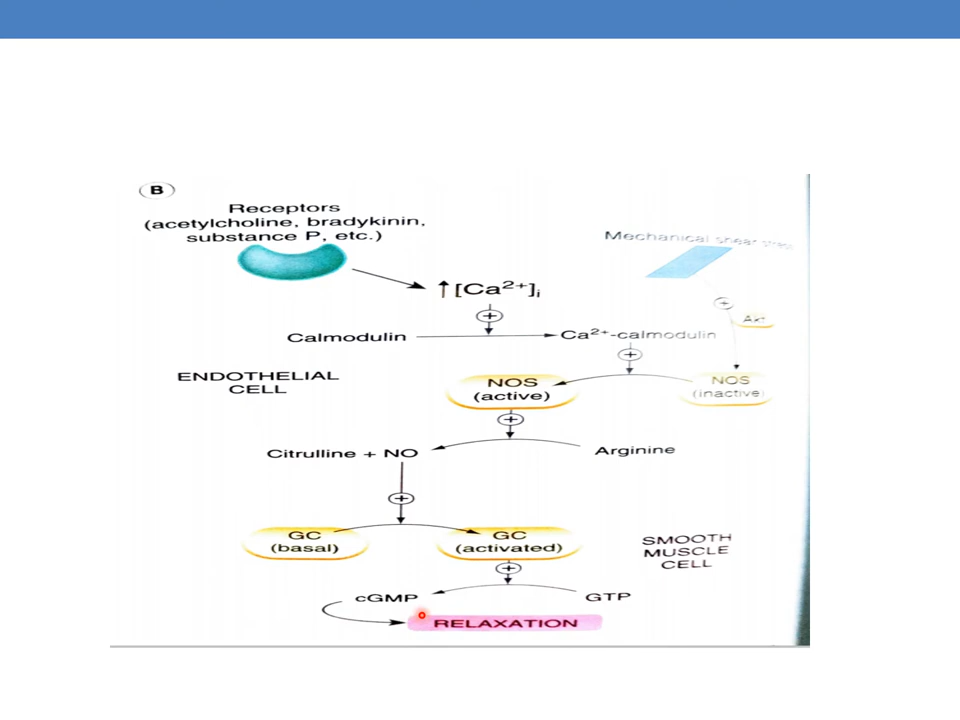 B
Receptors
(acetylcholine, bradykinin,
substance P, etc.)
Mechanical shear stress
↑[Ca²⁺]ᵢ
+
+
Akt
Calmodulin
Ca²⁺-calmodulin
+
ENDOTHELIAL
CELL
NOS
(active)
NOS
(inactive)
+
Citrulline + NO
Arginine
+
GC
(basal)
GC
(activated)
SMOOTH
MUSCLE
CELL
+
cGMP
GTP
RELAXATION